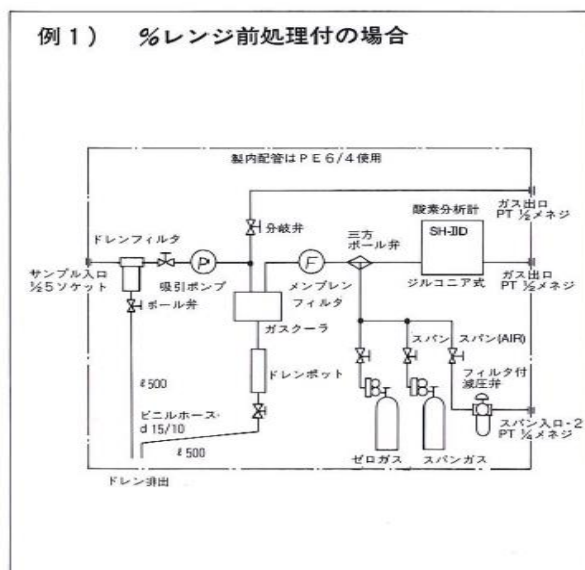 例1） %レンジ前処理付の場合
製内配管はPE6/4使用
ガス出口
PT ½メネジ
酸素分析計
SH-ⅡD
ジルコニア式
ガス出口
PT ½メネジ
三方
ボール弁
分岐弁
ドレンフィルタ
サンプル入口
½5ソケット
吸引ポンプ
P
F
メンブレン
フィルタ
ボール弁
ガスクーラ
スパン
スパン(AIR)
フィルタ付
減圧弁
ℓ500
ドレンポット
スパン入口-2
PT ¼メネジ
ビニルホース・
d15/10
ℓ500
ゼロガス
スパンガス
ドレン排出